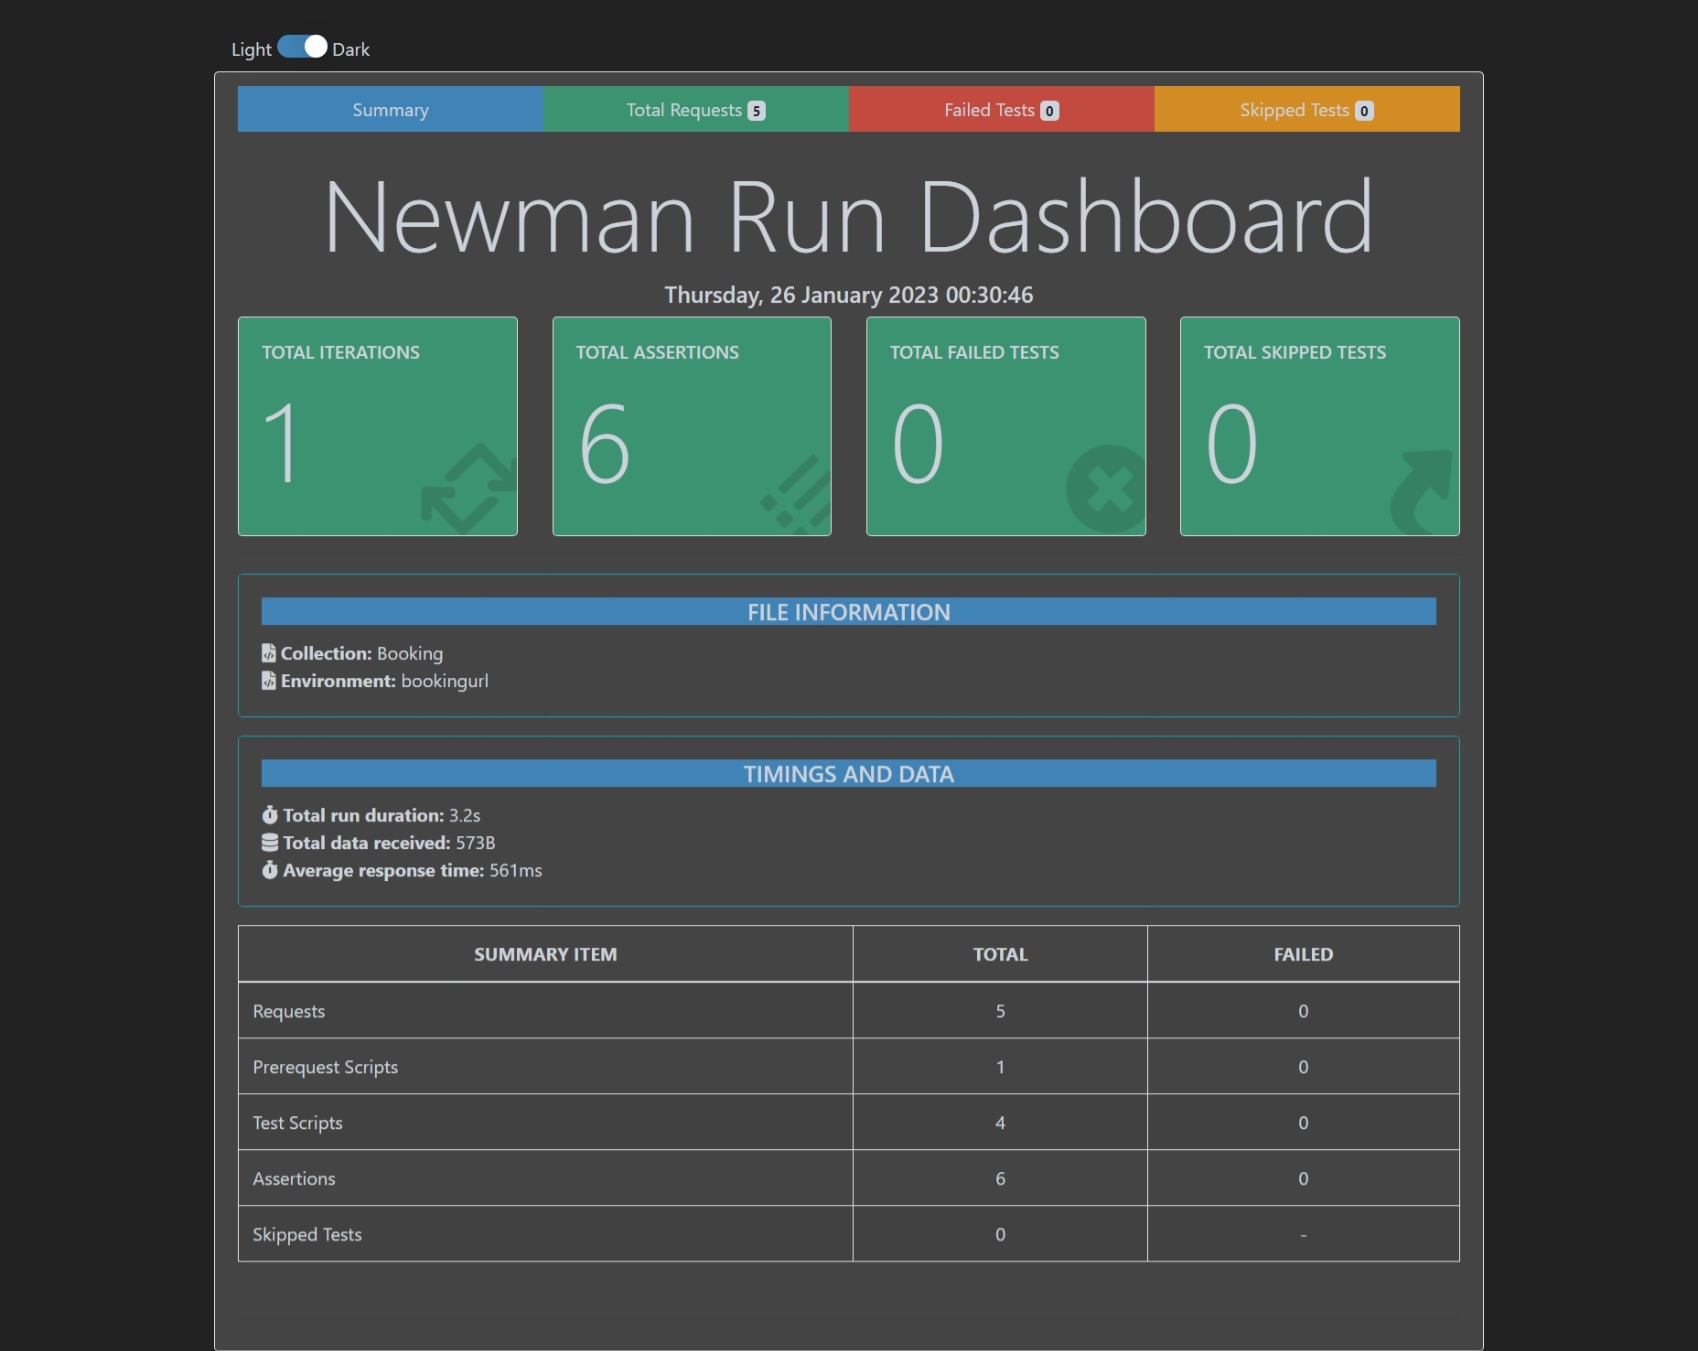 Light Dark
Summary Total Requests 5 Failed Tests 0 Skipped Tests 0
Newman Run Dashboard
Thursday, 26 January 2023 00:30:46
TOTAL ITERATIONS TOTAL ASSERTIONS TOTAL FAILED TESTS TOTAL SKIPPED TESTS
1 6 0 0
FILE INFORMATION
Collection: Booking
Environment: bookingurl
TIMINGS AND DATA
Total run duration: 3.2s
Total data received: 573B
Average response time: 561ms
SUMMARY ITEM TOTAL FAILED
Requests 5 0
Prerequest Scripts 1 0
Test Scripts 4 0
Assertions 6 0
Skipped Tests 0 -